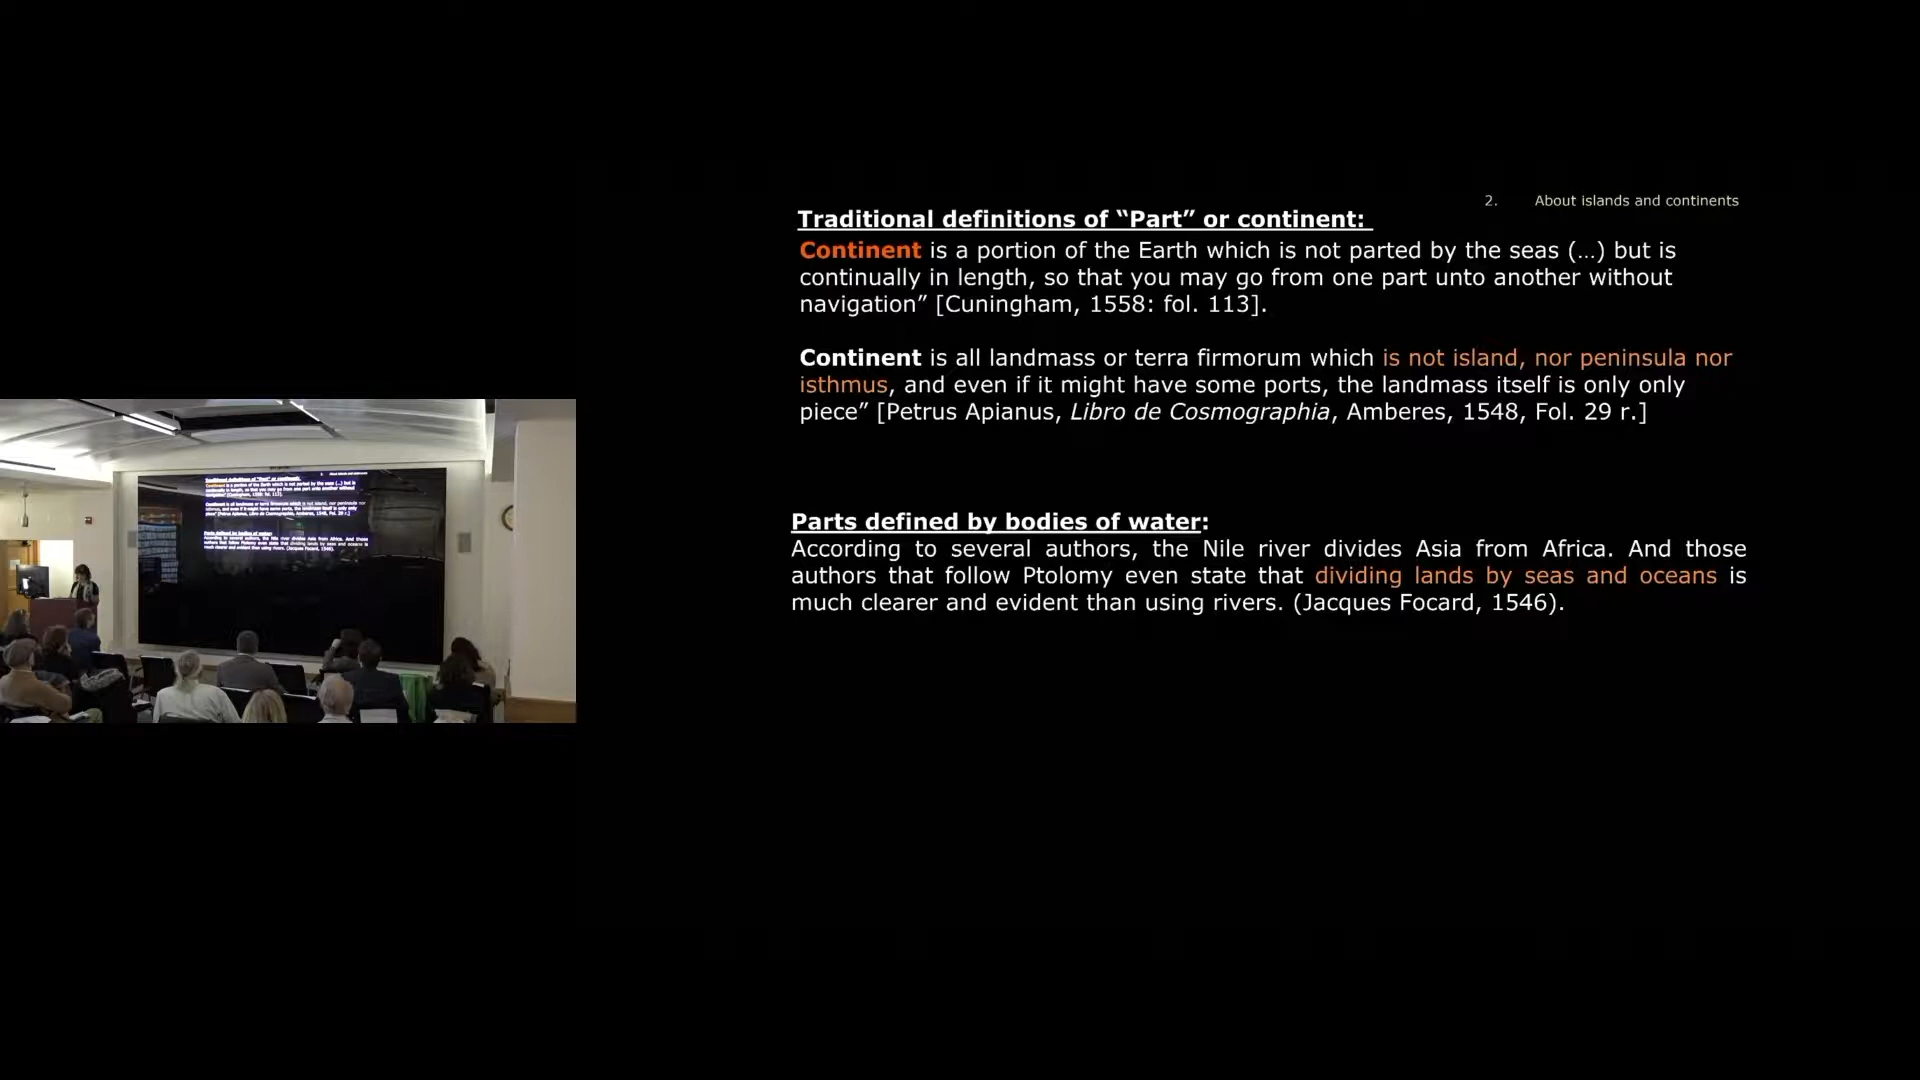 2. About islands and continents
Traditional definitions of “Part” or continent:
Continent is a portion of the Earth which is not parted by the seas (…) but is
continually in length, so that you may go from one part unto another without
navigation” [Cuningham, 1558: fol. 113].
Continent is all landmass or terra firmorum which is not island, nor peninsula nor
isthmus, and even if it might have some ports, the landmass itself is only only
piece” [Petrus Apianus, Libro de Cosmographia, Amberes, 1548, Fol. 29 r.]
Parts defined by bodies of water:
According to several authors, the Nile river divides Asia from Africa. And those
authors that follow Ptolomy even state that dividing lands by seas and oceans is
much clearer and evident than using rivers. (Jacques Focard, 1546).